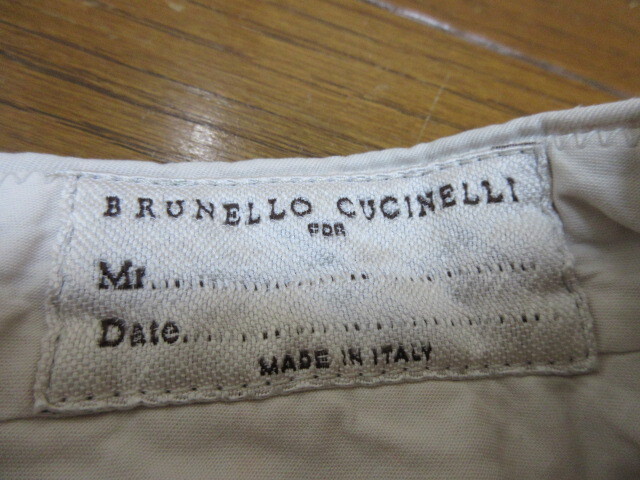 BRUNELLO CUCINELLI
FOR
Mr..............................
Date..............................
MADE IN ITALY